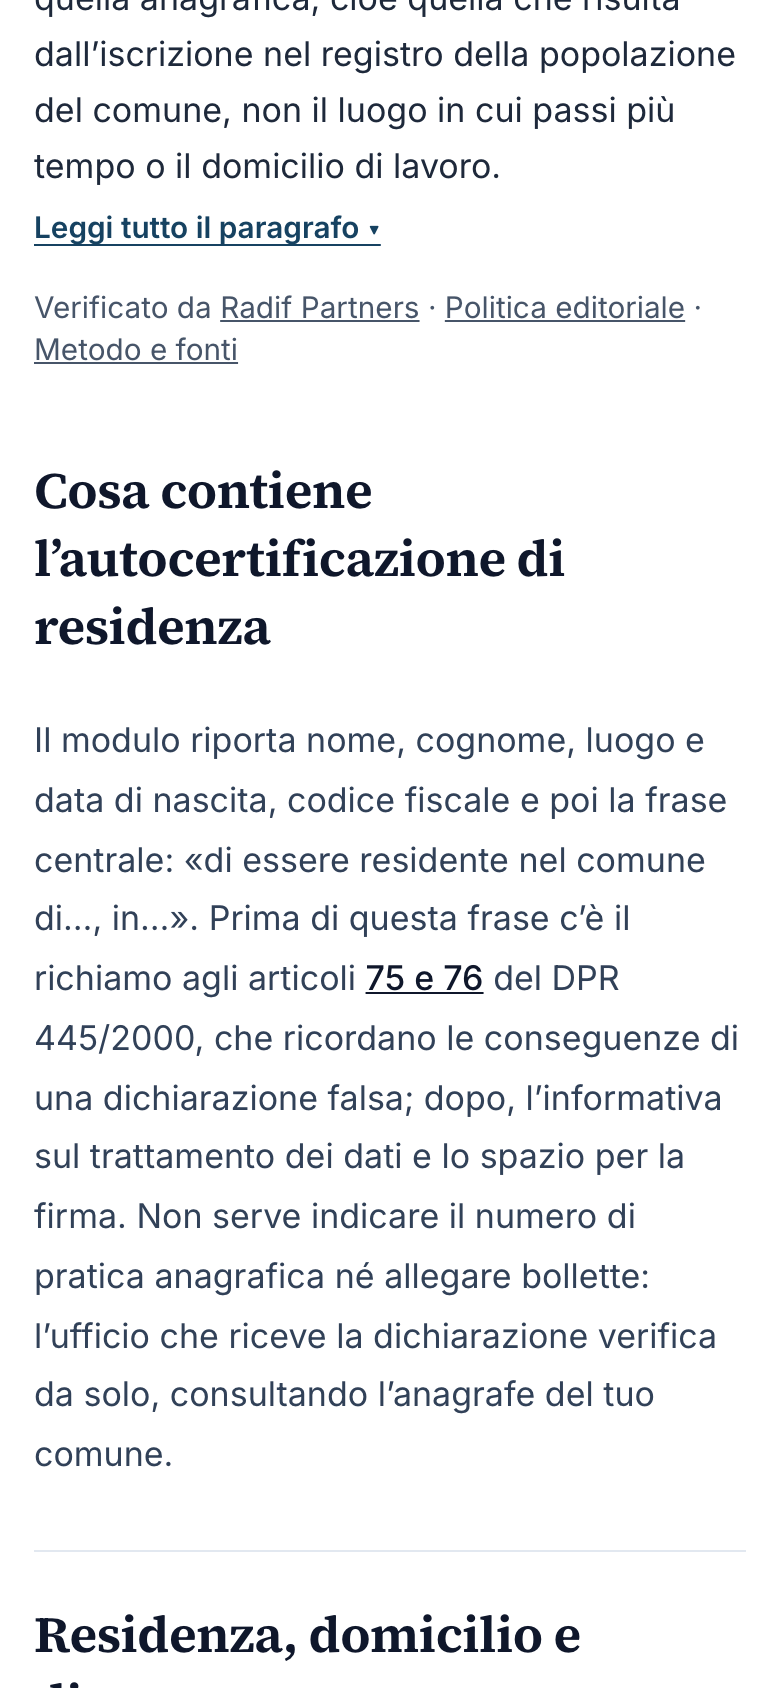 quella anagrafica, cioè quella che risulta
dall’iscrizione nel registro della popolazione
del comune, non il luogo in cui passi più
tempo o il domicilio di lavoro.
Leggi tutto il paragrafo ▾
Verificato da Radif Partners · Politica editoriale ·
Metodo e fonti
Cosa contiene
l’autocertificazione di
residenza
Il modulo riporta nome, cognome, luogo e
data di nascita, codice fiscale e poi la frase
centrale: «di essere residente nel comune
di…, in…». Prima di questa frase c’è il
richiamo agli articoli 75 e 76 del DPR
445/2000, che ricordano le conseguenze di
una dichiarazione falsa; dopo, l’informativa
sul trattamento dei dati e lo spazio per la
firma. Non serve indicare il numero di
pratica anagrafica né allegare bollette:
l’ufficio che riceve la dichiarazione verifica
da solo, consultando l’anagrafe del tuo
comune.
Residenza, domicilio e